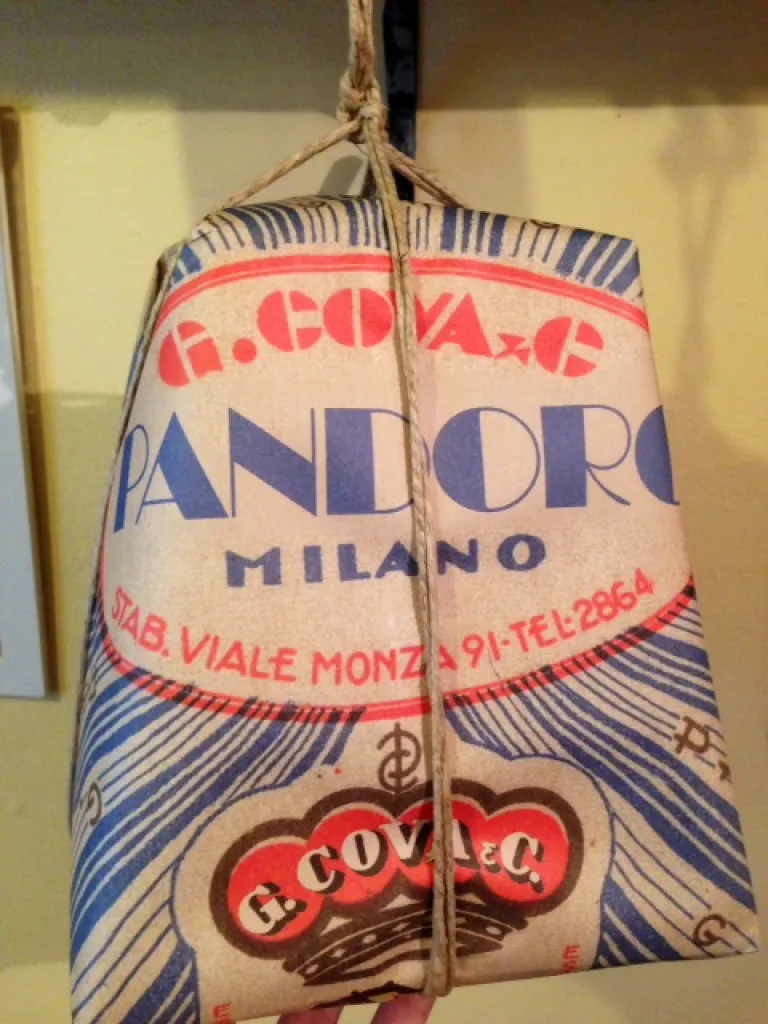 G. COVA & C
PANDORO
MILANO
STAB. VIALE MONZA 91-TEL·2864
G. COVA & C.